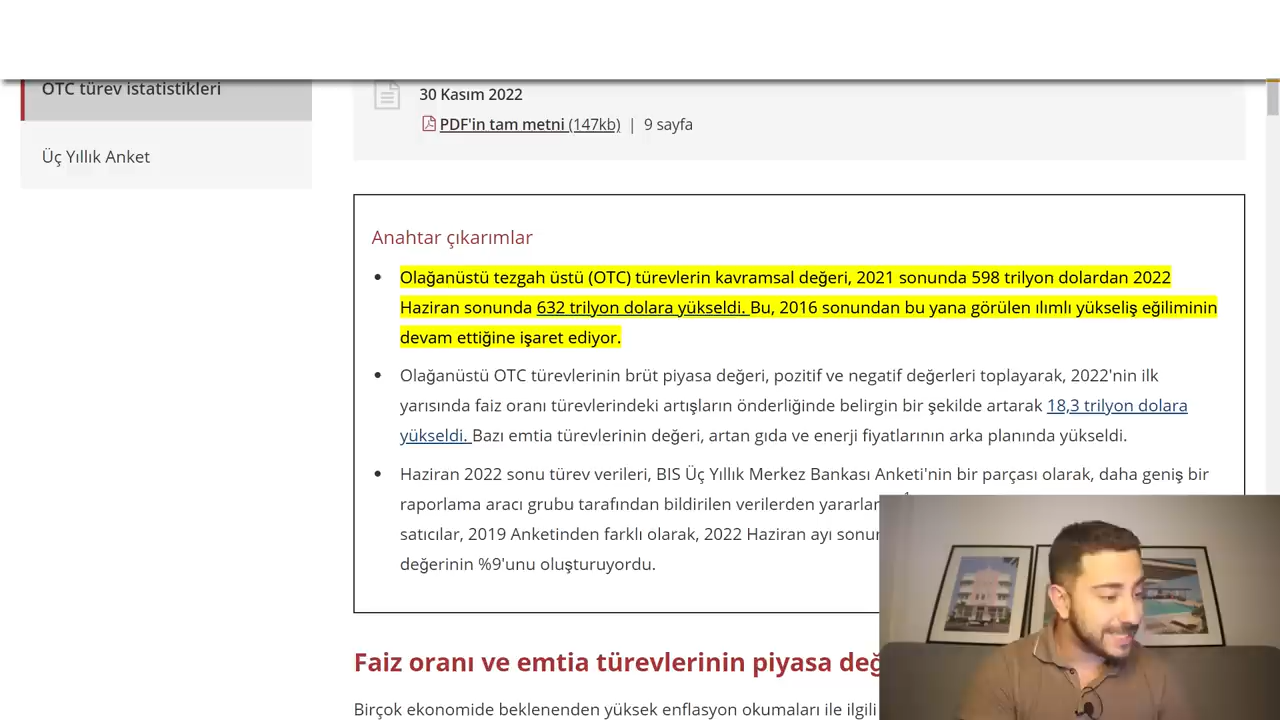 OTC türev istatistikleri
Üç Yıllık Anket
30 Kasım 2022
PDF'in tam metni (147kb) | 9 sayfa
Anahtar çıkarımlar
• Olağanüstü tezgah üstü (OTC) türevlerin kavramsal değeri, 2021 sonunda 598 trilyon dolardan 2022
Haziran sonunda 632 trilyon dolara yükseldi. Bu, 2016 sonundan bu yana görülen ılımlı yükseliş eğiliminin
devam ettiğine işaret ediyor.
• Olağanüstü OTC türevlerinin brüt piyasa değeri, pozitif ve negatif değerleri toplayarak, 2022'nin ilk
yarısında faiz oranı türevlerindeki artışların önderliğinde belirgin bir şekilde artarak 18,3 trilyon dolara
yükseldi. Bazı emtia türevlerinin değeri, artan gıda ve enerji fiyatlarının arka planında yükseldi.
• Haziran 2022 sonu türev verileri, BIS Üç Yıllık Merkez Bankası Anketi'nin bir parçası olarak, daha geniş bir
raporlama aracı grubu tarafından bildirilen verilerden
satıcılar, 2019 Anketinden farklı olarak, 2022 Haziran ayı
değerinin %9'unu oluşturuyordu.
Faiz oranı ve emtia türevlerinin piyasa
Birçok ekonomide beklenenden yüksek enflasyon okumaları ile ilgili